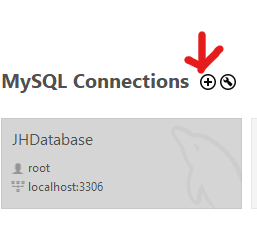 MySQL Connections
JHDatabase
root
localhost:3306